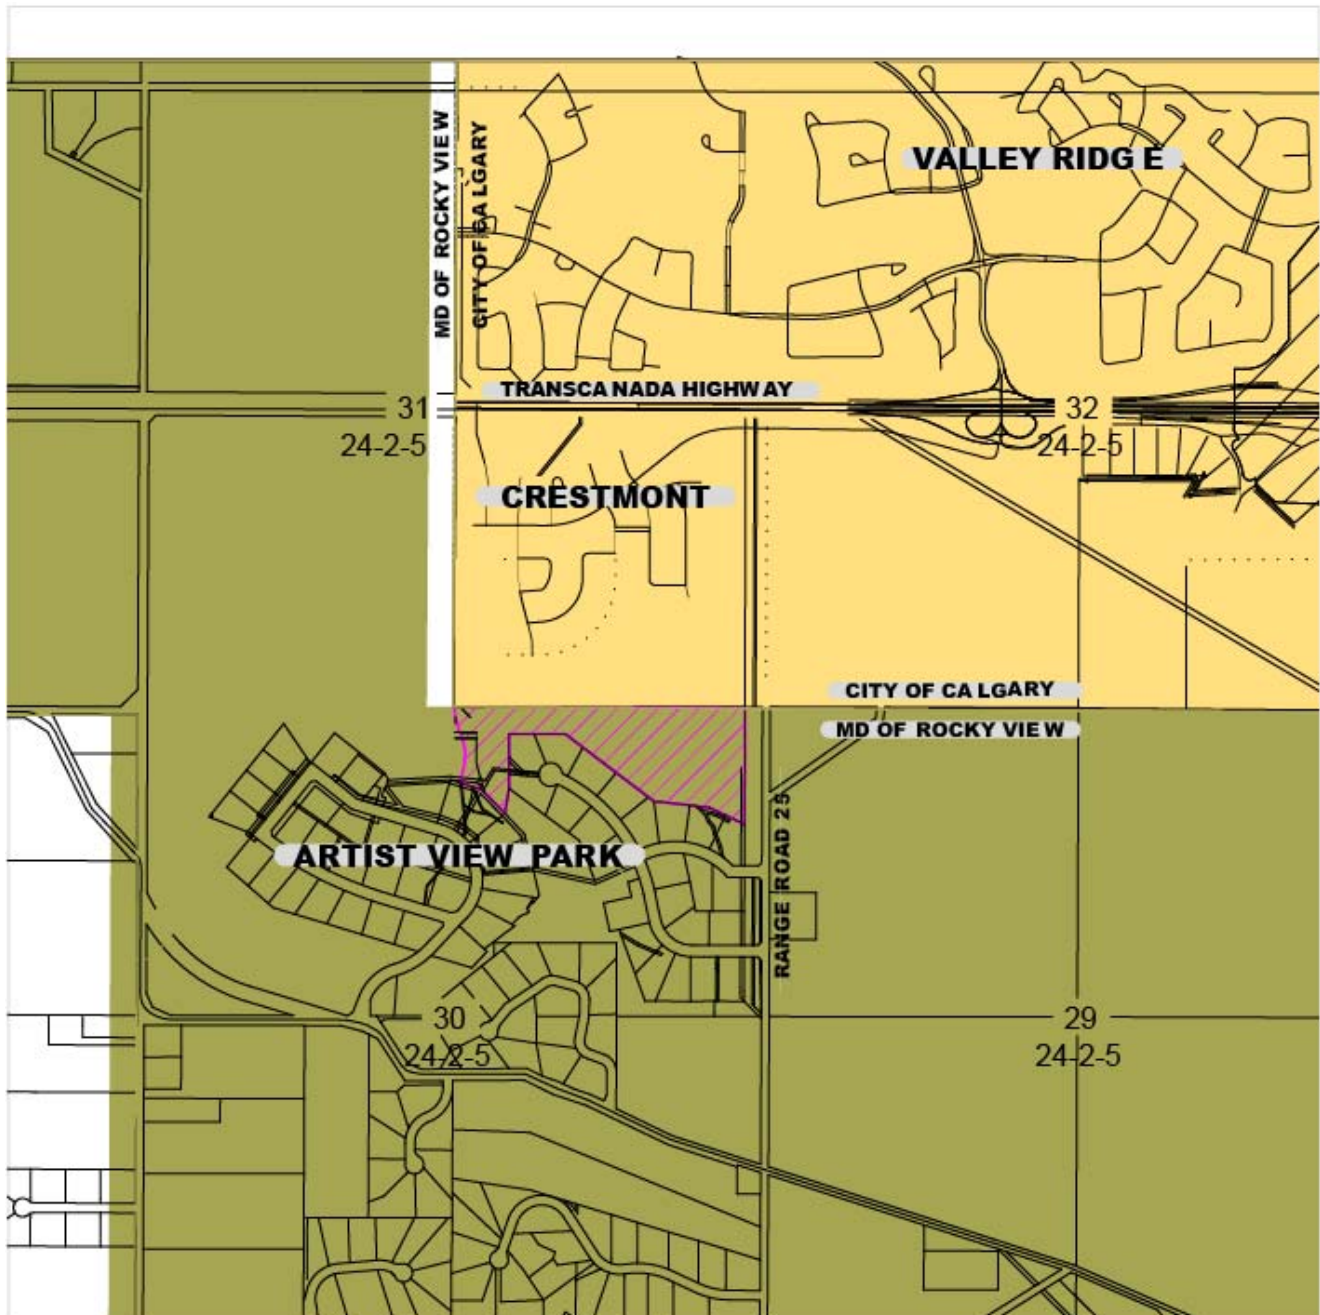 MD OF ROCKY VIEW
CITY OF CALGARY
VALLEY RIDGE
TRANSCANADA HIGHWAY
31
24-2-5
32
24-2-5
CRESTMONT
CITY OF CALGARY
MD OF ROCKY VIEW
RANGE ROAD 25
ARTIST VIEW PARK
30
24-2-5
29
24-2-5